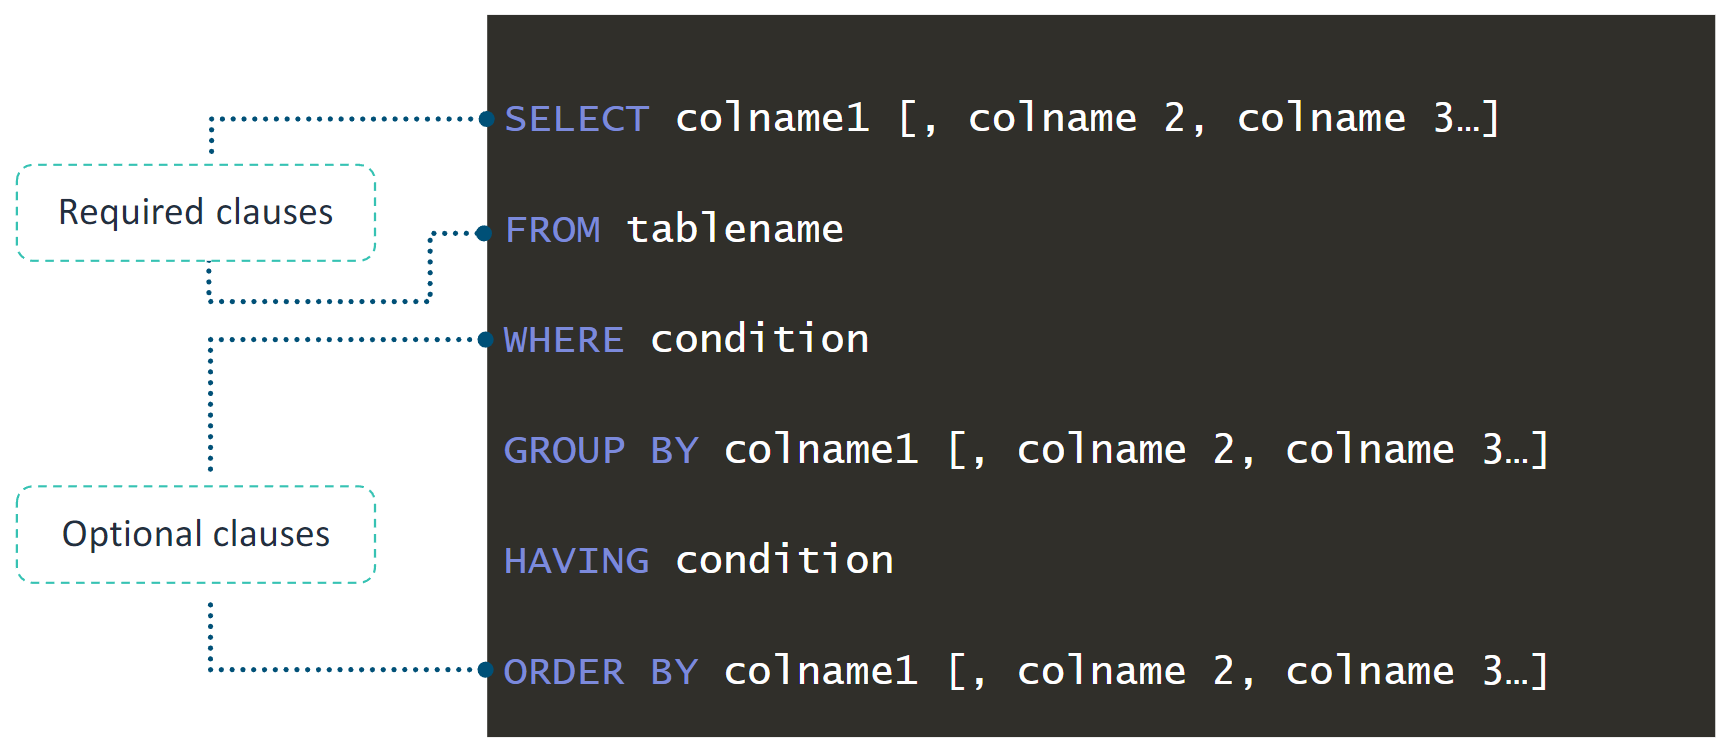 SELECT colname1 [, colname 2, colname 3…]
Required clauses
FROM tablename
WHERE condition
GROUP BY colname1 [, colname 2, colname 3…]
Optional clauses
HAVING condition
ORDER BY colname1 [, colname 2, colname 3…]